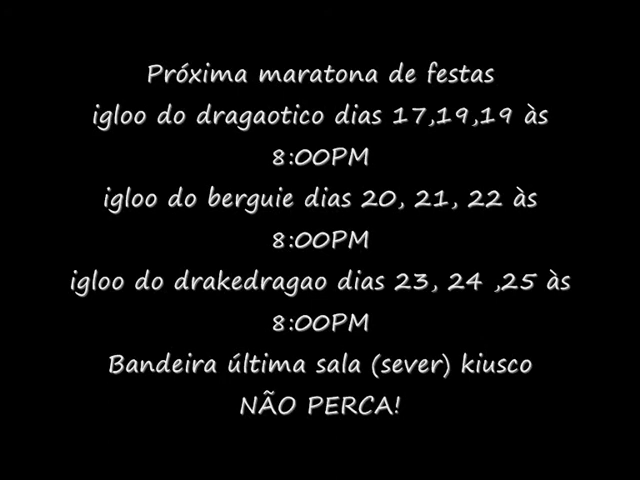 Próxima maratona de festas
igloo do dragaotico dias 17,19,19 às
8:00PM
igloo do berguie dias 20, 21, 22 às
8:00PM
igloo do drakedragao dias 23, 24 ,25 às
8:00PM
Bandeira última sala (sever) kiusco
NÃO PERCA!